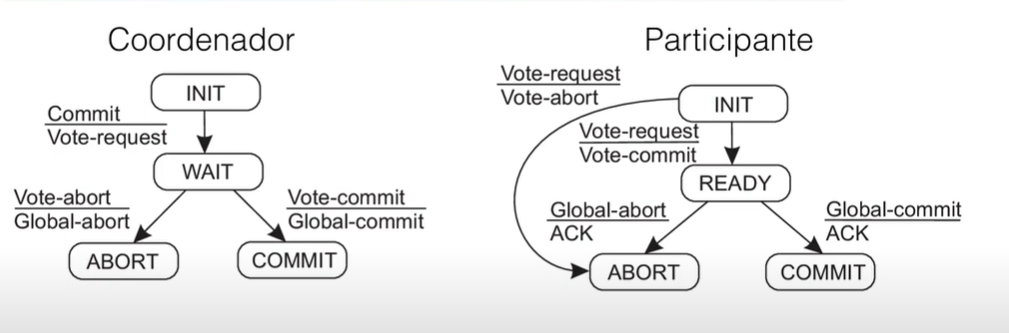 Coordenador
INIT
Commit
Vote-request
WAIT
Vote-abort
Global-abort
Vote-commit
Global-commit
ABORT
COMMIT
Participante
Vote-request
Vote-abort
INIT
Vote-request
Vote-commit
READY
Global-abort
ACK
Global-commit
ACK
ABORT
COMMIT